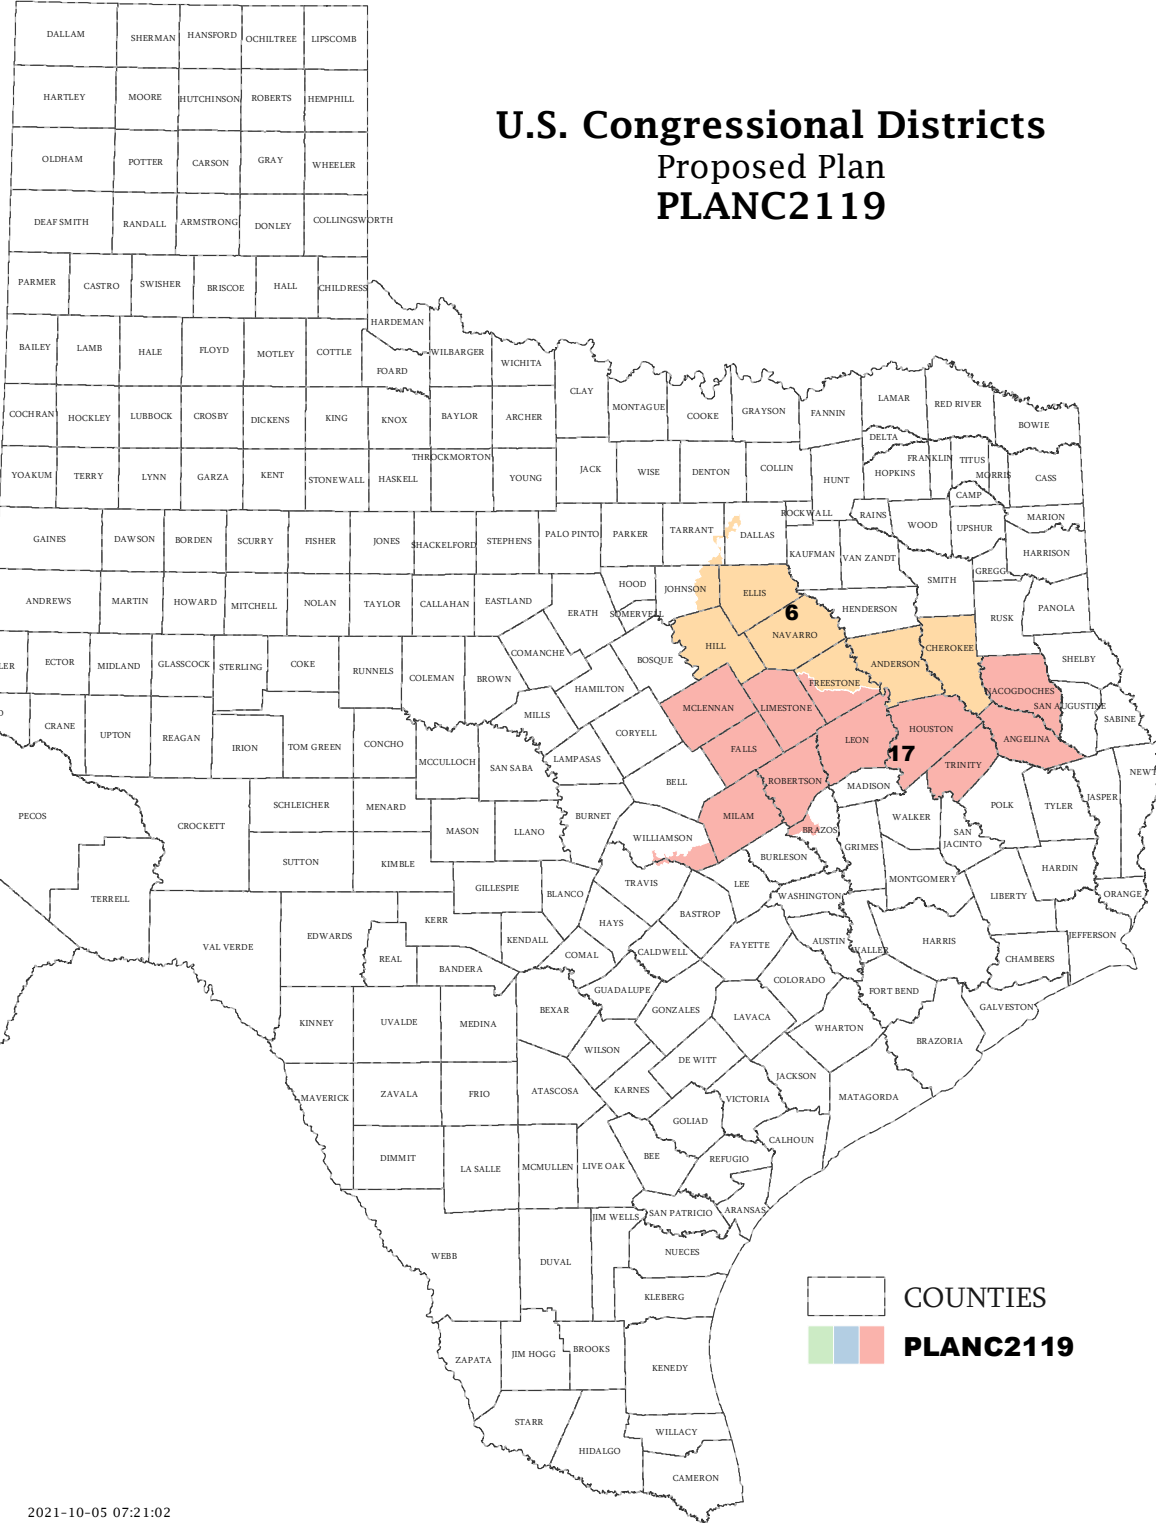 U.S. Congressional Districts
Proposed Plan
PLANC2119
DALLAM SHERMAN HANSFORD OCHILTREE LIPSCOMB
HARTLEY MOORE HUTCHINSON ROBERTS HEMPHILL
OLDHAM POTTER CARSON GRAY WHEELER
DEAF SMITH RANDALL ARMSTRONG DONLEY COLLINGSWORTH
PARMER CASTRO SWISHER BRISCOE HALL CHILDRESS
HARDEMAN
BAILEY LAMB HALE FLOYD MOTLEY COTTLE FOARD WILBARGER WICHITA
CLAY MONTAGUE COOKE GRAYSON FANNIN LAMAR RED RIVER BOWIE
COCHRAN HOCKLEY LUBBOCK CROSBY DICKENS KING KNOX BAYLOR ARCHER
DELTA
YOAKUM TERRY LYNN GARZA KENT STONEWALL HASKELL THROCKMORTON YOUNG JACK WISE DENTON COLLIN HUNT HOPKINS FRANKLIN TITUS MORRIS CASS
CAMP
ROCKWALL RAINS WOOD UPSHUR MARION
GAINES DAWSON BORDEN SCURRY FISHER JONES SHACKELFORD STEPHENS PALO PINTO PARKER TARRANT DALLAS KAUFMAN VAN ZANDT SMITH GREGG HARRISON
ANDREWS MARTIN HOWARD MITCHELL NOLAN TAYLOR CALLAHAN EASTLAND ERATH HOOD SOMERVELL JOHNSON ELLIS HENDERSON RUSK PANOLA
6
LER ECTOR MIDLAND GLASSCOCK STERLING COKE RUNNELS COLEMAN BROWN COMANCHE BOSQUE HILL NAVARRO ANDERSON CHEROKEE SHELBY
HAMILTON FREESTONE NACOGDOCHES
SAN AUGUSTINE SABINE
D CRANE UPTON REAGAN IRION TOM GREEN CONCHO MILLS CORYELL MCLENNAN LIMESTONE LEON HOUSTON ANGELINA
17
MCCULLOCH SAN SABA LAMPASAS BELL FALLS ROBERTSON MADISON TRINITY NEWT
PECOS CROCKETT SCHLEICHER MENARD MASON LLANO BURNET WILLIAMSON MILAM BRAZOS WALKER POLK TYLER JASPER
SAN
JACINTO
TERRELL SUTTON KIMBLE GILLESPIE BLANCO TRAVIS LEE BURLESON GRIMES MONTGOMERY LIBERTY HARDIN ORANGE
VAL VERDE EDWARDS KERR KENDALL HAYS BASTROP WASHINGTON
REAL BANDERA COMAL CALDWELL FAYETTE AUSTIN WALLER HARRIS CHAMBERS JEFFERSON
KINNEY UVALDE MEDINA BEXAR GUADALUPE GONZALES LAVACA COLORADO FORT BEND GALVESTON
WILSON DE WITT WHARTON BRAZORIA
MAVERICK ZAVALA FRIO ATASCOSA KARNES VICTORIA JACKSON MATAGORDA
GOLIAD CALHOUN
DIMMIT LA SALLE MCMULLEN LIVE OAK BEE REFUGIO
JIM WELLS SAN PATRICIO ARANSAS
WEBB DUVAL NUECES
KLEBERG
ZAPATA JIM HOGG BROOKS KENEDY
STARR HIDALGO WILLACY
CAMERON
COUNTIES
PLANC2119
2021-10-05 07:21:02